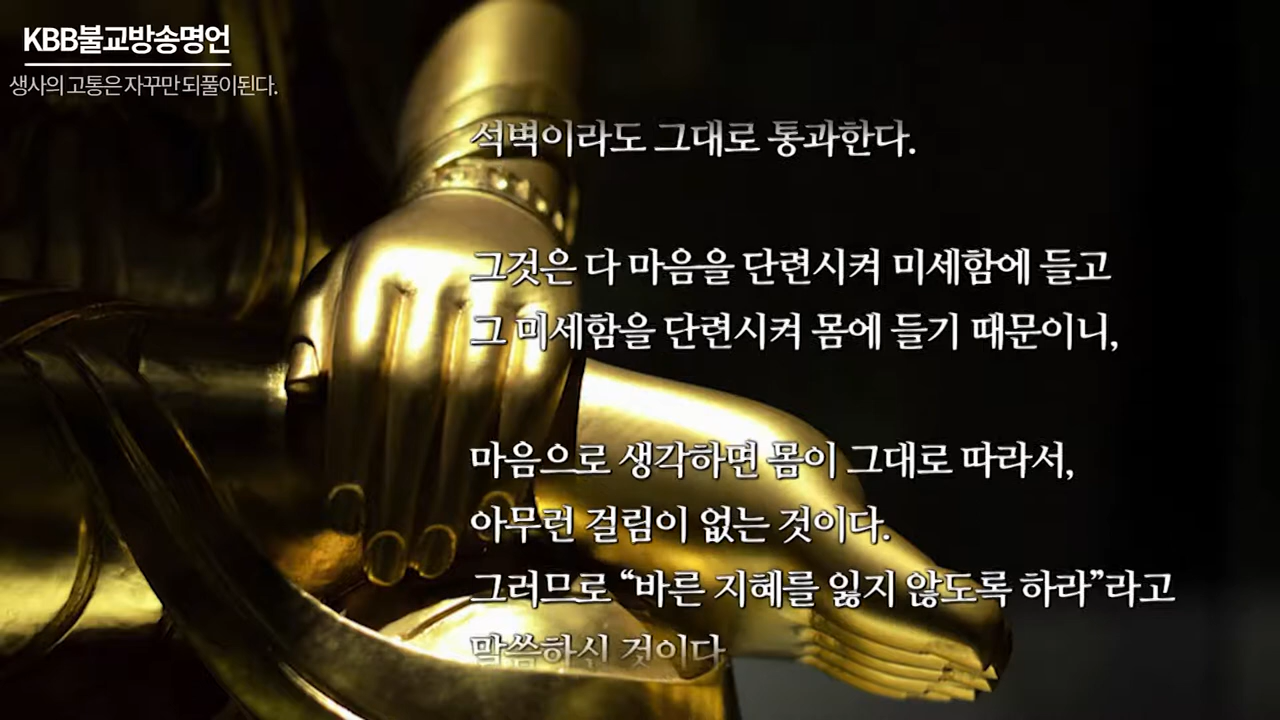 KBB불교방송명언
생사의 고통은 자꾸만 되풀이된다.
석벽이라도 그대로 통과한다.
그것은 다 마음을 단련시켜 미세함에 들고
그 미세함을 단련시켜 몸에 들기 때문이니,
마음으로 생각하면 몸이 그대로 따라서,
아무런 걸림이 없는 것이다.
그러므로 “바른 지혜를 잃지 않도록 하라”라고
말씀하신 것이다.